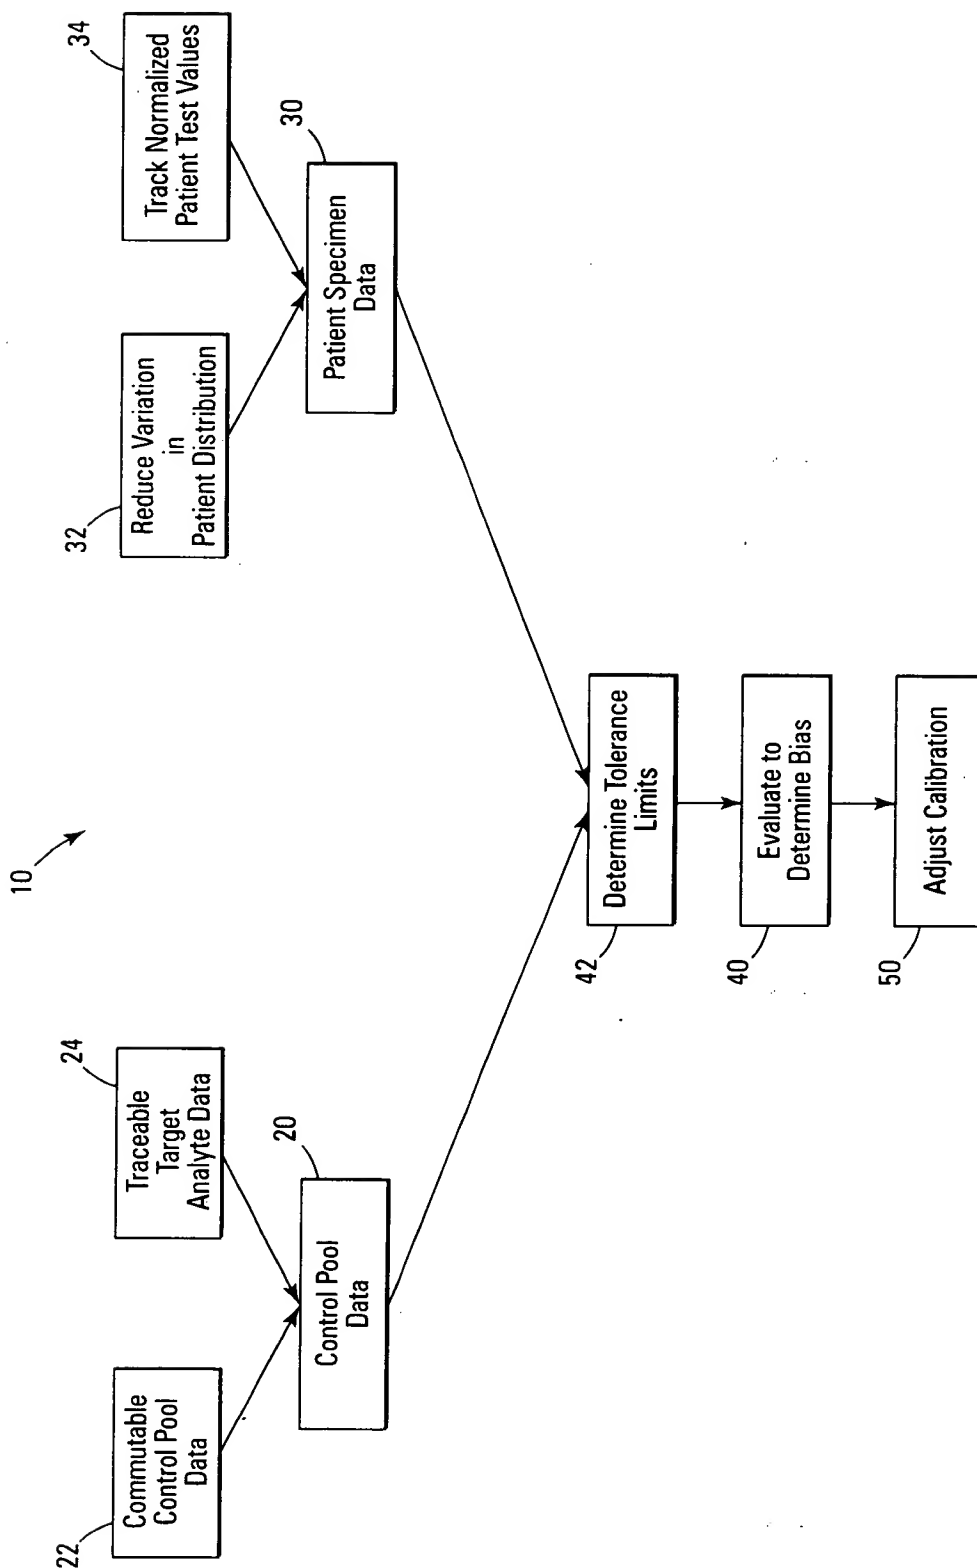 10
22
Commutable
Control Pool
Data
24
Traceable
Target
Analyte Data
20
Control Pool
Data
32
Reduce Variation
in
Patient Distribution
34
Track Normalized
Patient Test Values
30
Patient Specimen
Data
42
Determine Tolerance
Limits
40
Evaluate to
Determine Bias
50
Adjust Calibration